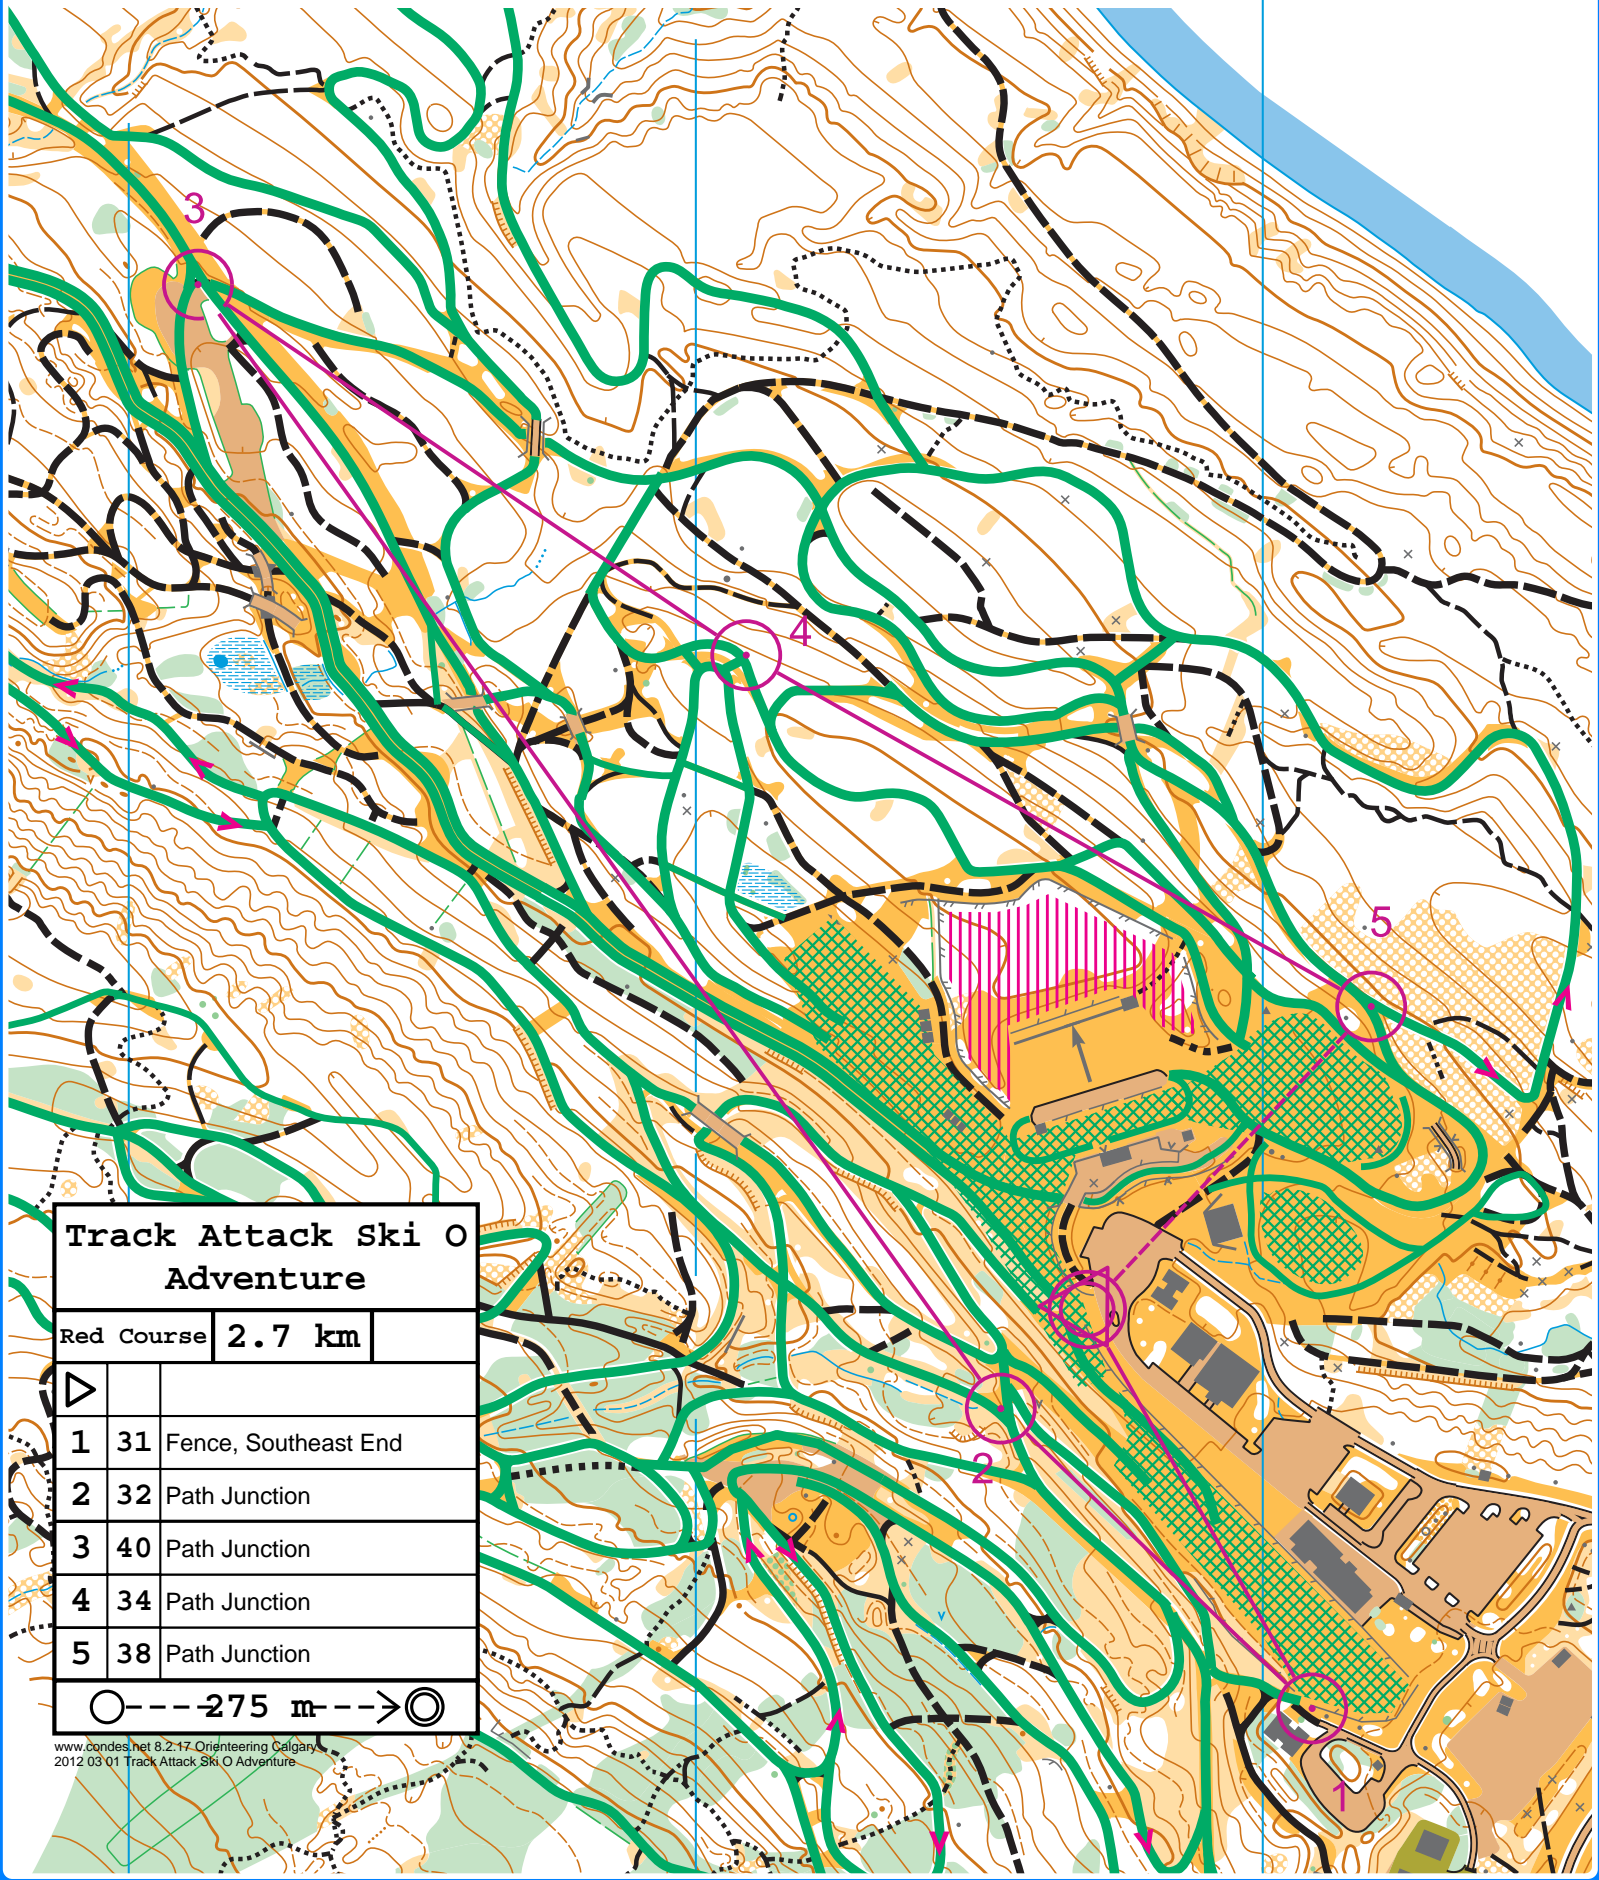 3
4
5
2
1
Track Attack Ski O
Adventure
Red Course 2.7 km
1 31 Fence, Southeast End
2 32 Path Junction
3 40 Path Junction
4 34 Path Junction
5 38 Path Junction
275 m
www.condes.net 8.2.17 Orienteering Calgary
2012 03 01 Track Attack Ski O Adventure